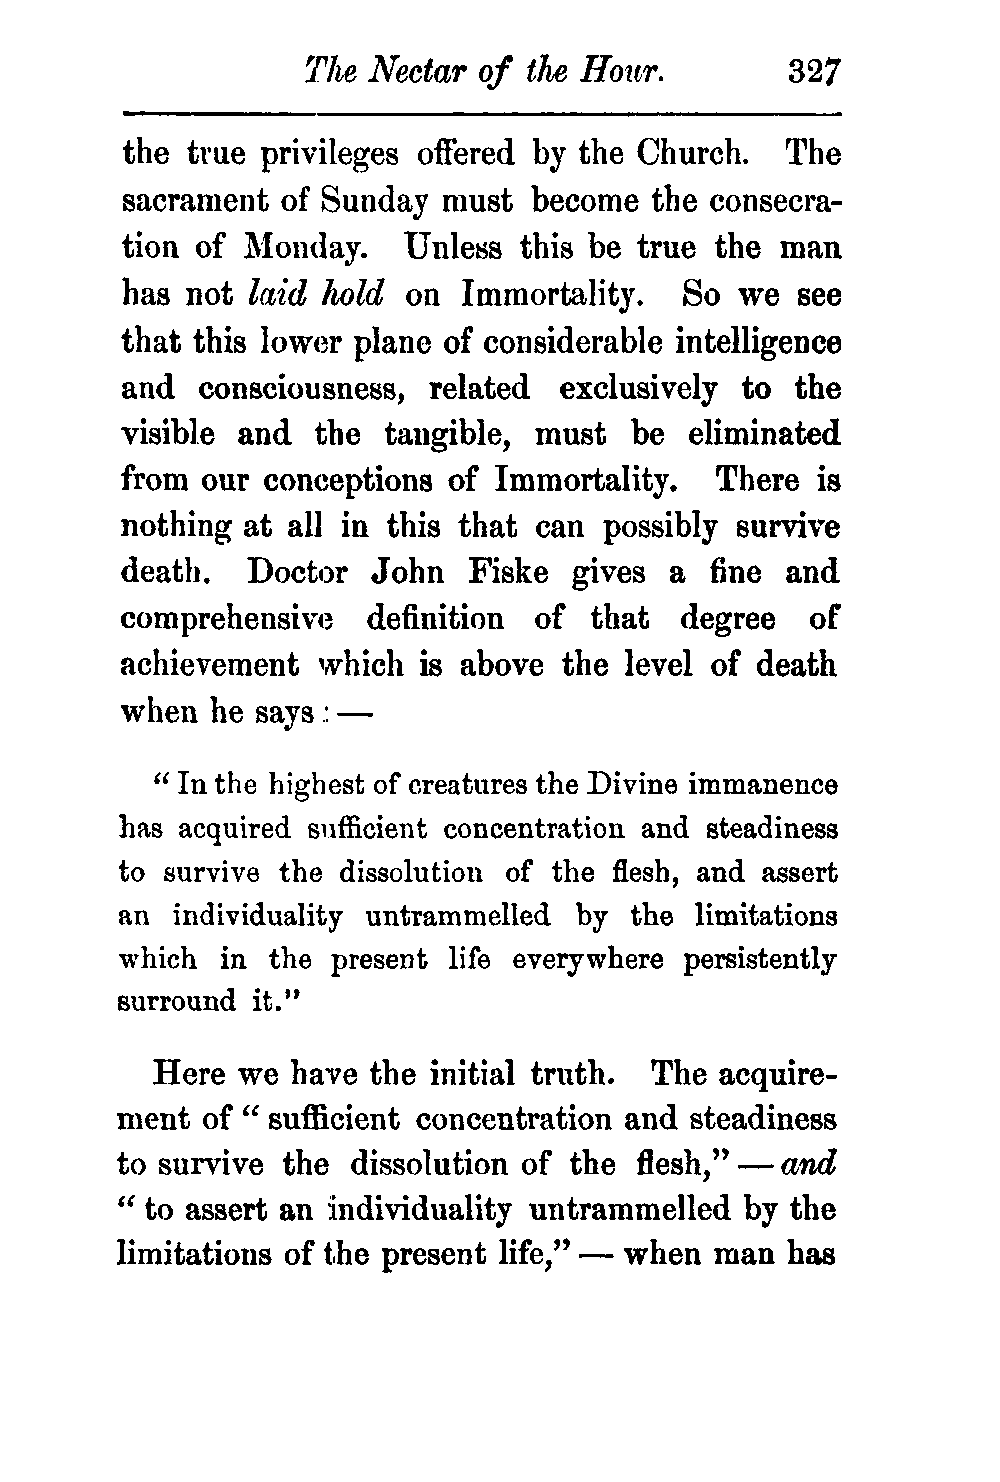 The Nectar of the Hour. 327
the true privileges offered by the Church. The
sacrament of Sunday must become the consecra-
tion of Monday. Unless this be true the man
has not laid hold on Immortality. So we see
that this lower plane of considerable intelligence
and consciousness, related exclusively to the
visible and the tangible, must be eliminated
from our conceptions of Immortality. There is
nothing at all in this that can possibly survive
death. Doctor John Fiske gives a fine and
comprehensive definition of that degree of
achievement which is above the level of death
when he says : —
“ In the highest of creatures the Divine immanence
has acquired sufficient concentration and steadiness
to survive the dissolution of the flesh, and assert
an individuality untrammelled by the limitations
which in the present life everywhere persistently
surround it.”
Here we have the initial truth. The acquire-
ment of “ sufficient concentration and steadiness
to survive the dissolution of the flesh,” — and
“ to assert an individuality untrammelled by the
limitations of the present life,” — when man has